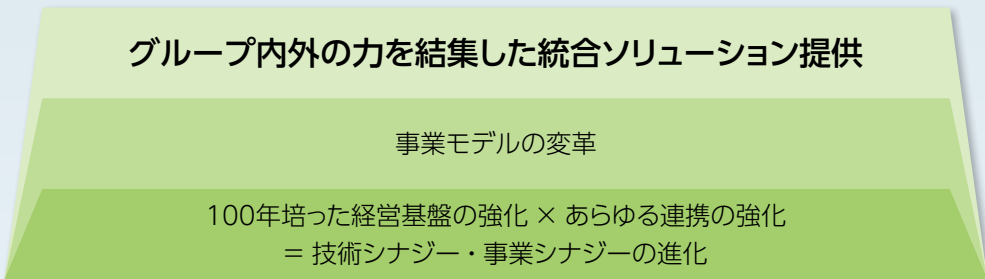 グループ内外の力を結集した統合ソリューション提供
事業モデルの変革
100年培った経営基盤の強化 × あらゆる連携の強化
= 技術シナジー・事業シナジーの進化